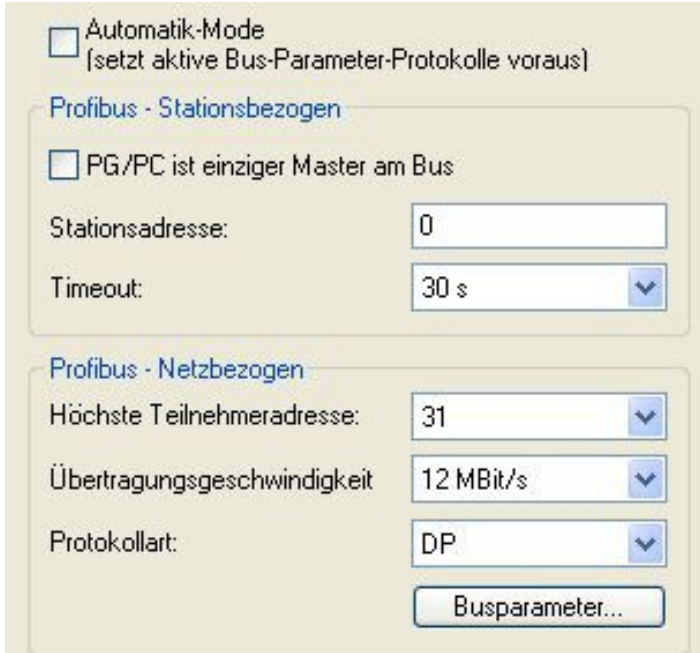 Automatik-Mode
(setzt aktive Bus-Parameter-Protokolle voraus)
Profibus - Stationsbezogen
PG/PC ist einziger Master am Bus
Stationsadresse: 0
Timeout: 30 s
Profibus - Netzbezogen
Höchste Teilnehmeradresse: 31
Übertragungsgeschwindigkeit 12 MBit/s
Protokollart: DP
Busparameter...